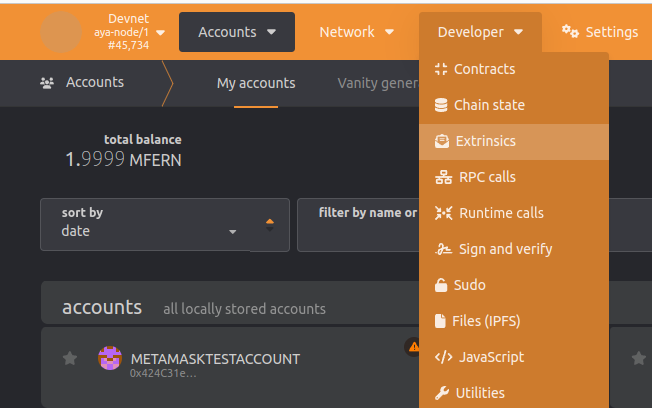 Devnet
aya-node/1
#45,734
Accounts
Network
Developer
Settings
Accounts
My accounts
Vanity gener
Contracts
Chain state
Extrinsics
RPC calls
Runtime calls
Sign and verify
Sudo
Files (IPFS)
JavaScript
Utilities
total balance
1.9999 MFERN
sort by
date
filter by name or
accounts
all locally stored accounts
METAMASKTESTACCOUNT
0x424C31e...